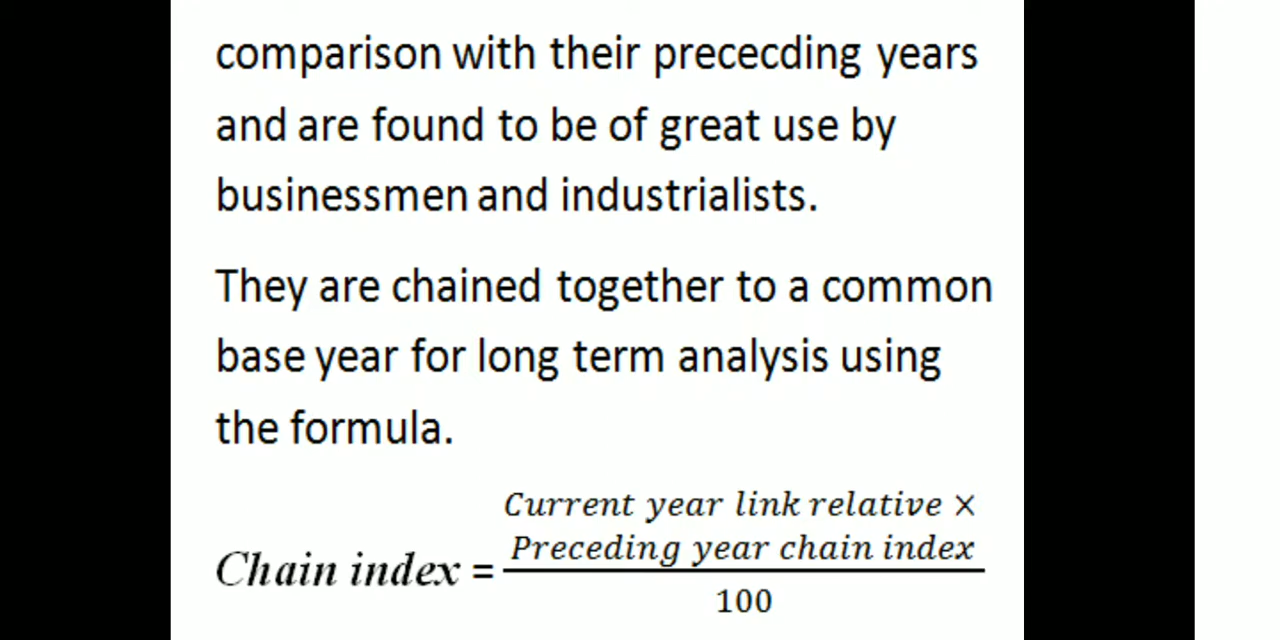 comparison with their prececding years
and are found to be of great use by
businessmen and industrialists.
They are chained together to a common
base year for long term analysis using
the formula.
Current year link relative ×
Preceding year chain index
Chain index =
100